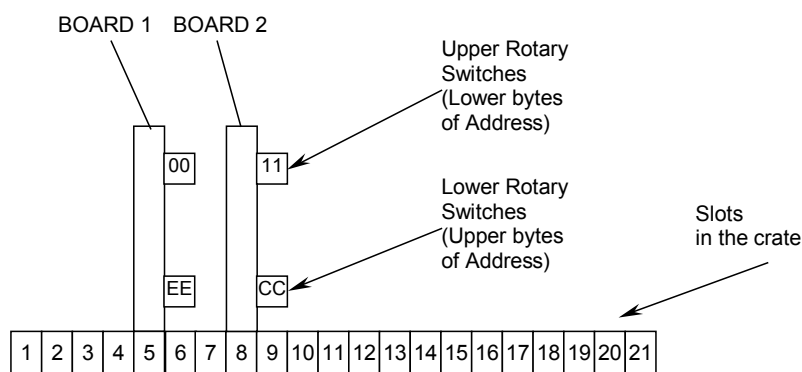 BOARD 1 BOARD 2
Upper Rotary
Switches
(Lower bytes
of Address)
00 11
Lower Rotary
Switches
(Upper bytes
of Address)
Slots
in the crate
EE CC
1 2 3 4 5 6 7 8 9 10 11 12 13 14 15 16 17 18 19 20 21